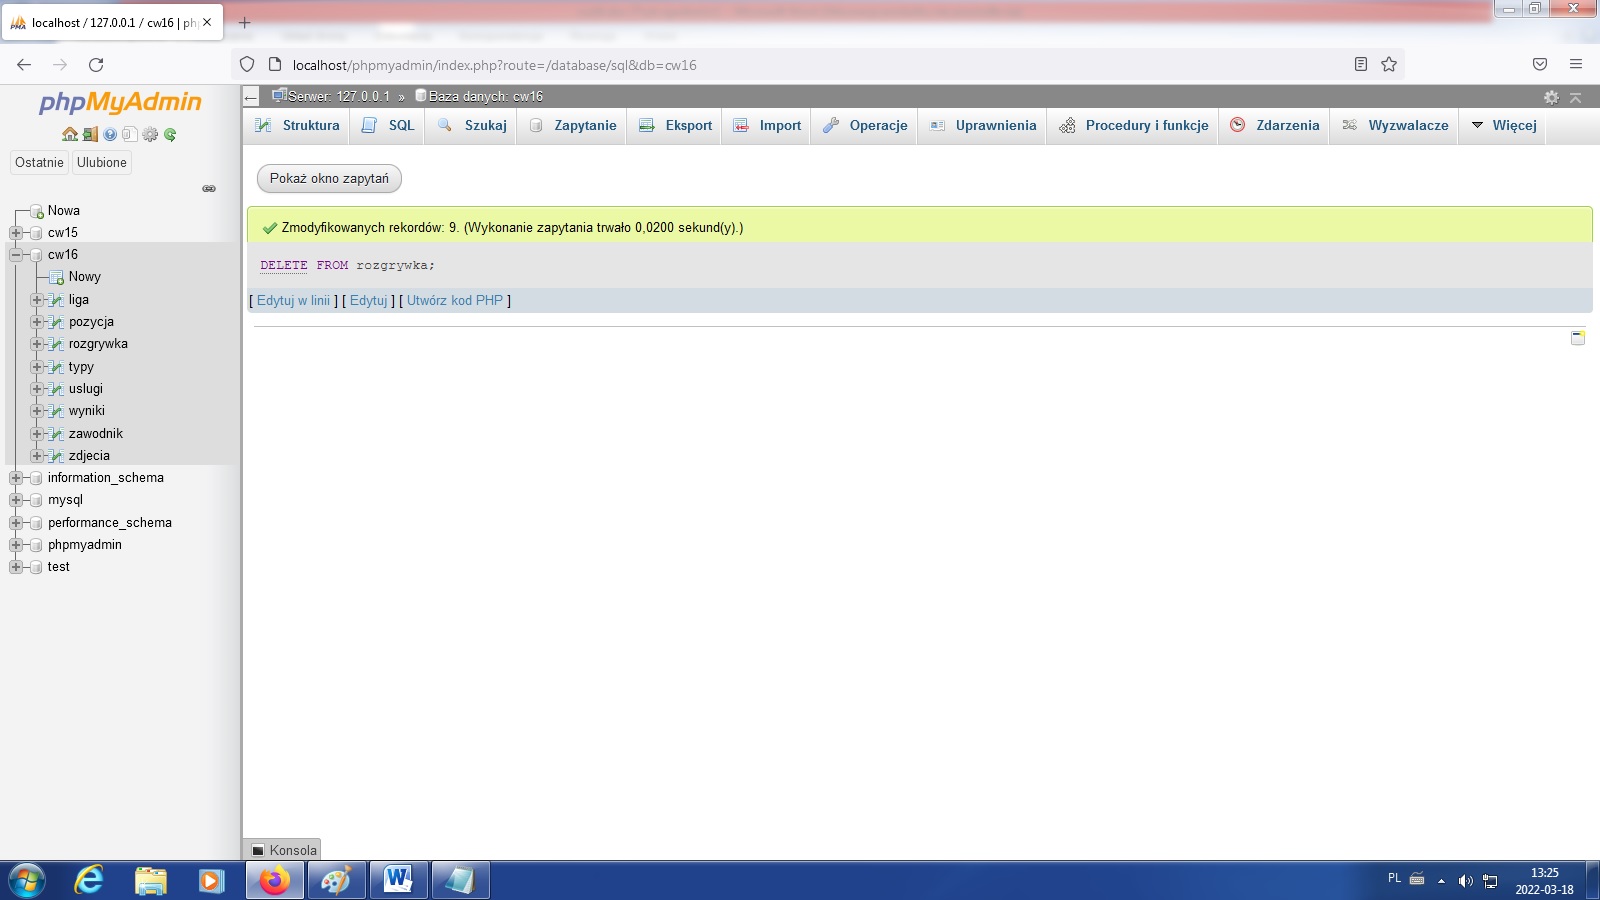 localhost / 127.0.0.1 / cw16 | ph
localhost/phpmyadmin/index.php?route=/database/sql&db=cw16
phpMyAdmin
Ostatnie Ulubione
Nowa
cw15
cw16
Nowy
liga
pozycja
rozgrywka
typy
uslugi
wyniki
zawodnik
zdjecia
information_schema
mysql
performance_schema
phpmyadmin
test
Serwer: 127.0.0.1 » Baza danych: cw16
Struktura SQL Szukaj Zapytanie Eksport Import Operacje Uprawnienia Procedury i funkcje Zdarzenia Wyzwalacze Więcej
Pokaż okno zapytań
Zmodyfikowanych rekordów: 9. (Wykonanie zapytania trwało 0,0200 sekund(y).)
DELETE FROM rozgrywka;
[ Edytuj w linii ] [ Edytuj ] [ Utwórz kod PHP ]
Konsola
PL
13:25
2022-03-18